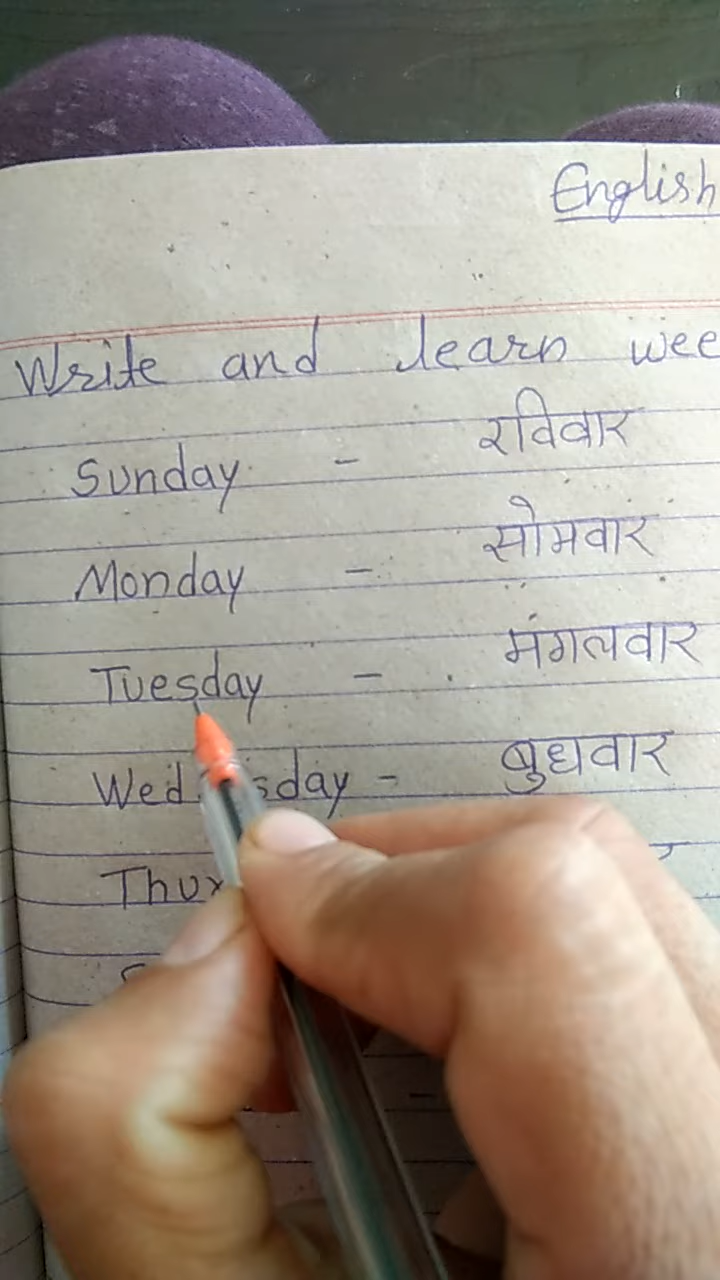 English
Write and learn
Sunday - रविवार
Monday - सोमवार
Tuesday - मंगलवार
बुधवार